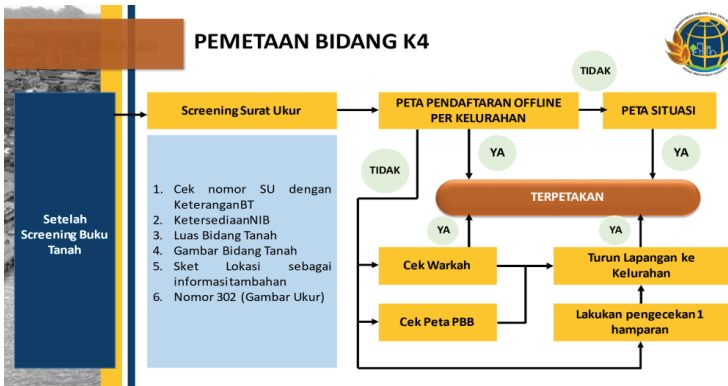 PEMETAAN BIDANG K4
TIDAK
Screening Surat Ukur
PETA PENDAFTARAN OFFLINE
PER KELURAHAN
PETA SITUASI
TIDAK
YA
YA
Setelah
Screening Buku
Tanah
1. Cek nomor SU dengan
KeteranganBT
2. KetersediaanNIB
3. Luas Bidang Tanah
4. Gambar Bidang Tanah
5. Sket Lokasi sebagai
informasitambahan
6. Nomor 302 (Gambar Ukur)
TERPETAKAN
YA
YA
Cek Warkah
Turun Lapangan ke
Kelurahan
Cek Peta PBB
Lakukan pengecekan1
hamparan